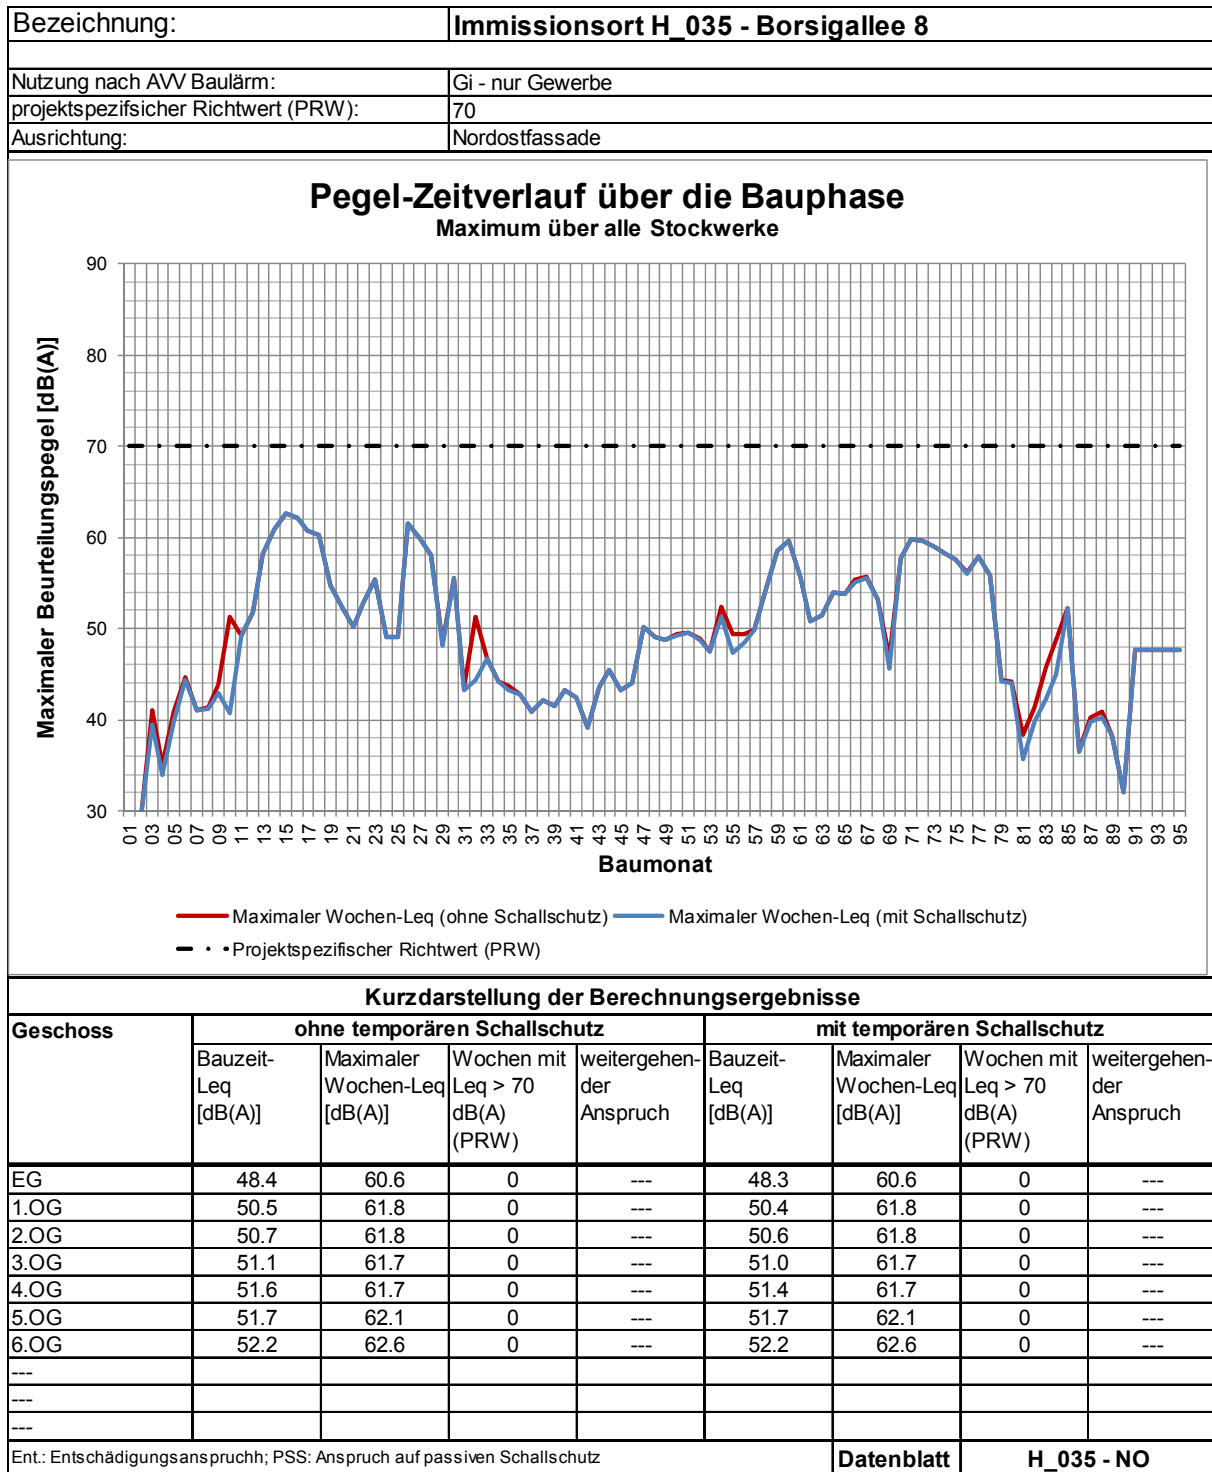 Bezeichnung: Immissionsort H_035 - Borsigallee 8
Nutzung nach AVV Baulärm: Gi - nur Gewerbe
projektspezifsicher Richtwert (PRW): 70
Ausrichtung: Nordostfassade
Pegel-Zeitverlauf über die Bauphase
Maximum über alle Stockwerke
Maximaler Beurteilungspegel [dB(A)]
90
80
70
60
50
40
30
01 03 05 07 09 11 13 15 17 19 21 23 25 27 29 31 33 35 37 39 41 43 45 47 49 51 53 55 57 59 61 63 65 67 69 71 73 75 77 79 81 83 85 87 89 91 93 95
Baumonat
Maximaler Wochen-Leq (ohne Schallschutz) Maximaler Wochen-Leq (mit Schallschutz)
Projektspezifischer Richtwert (PRW)
Kurzdarstellung der Berechnungsergebnisse
Geschoss ohne temporären Schallschutz mit temporären Schallschutz
Bauzeit- Maximaler Wochen mit weitergehen- Bauzeit- Maximaler Wochen mit weitergehen-
Leq Wochen-Leq Leq > 70 der Leq Wochen-Leq Leq > 70 der
[dB(A)] [dB(A)] dB(A) Anspruch [dB(A)] [dB(A)] dB(A) Anspruch
(PRW) (PRW)
EG 48.4 60.6 0 --- 48.3 60.6 0 ---
1.OG 50.5 61.8 0 --- 50.4 61.8 0 ---
2.OG 50.7 61.8 0 --- 50.6 61.8 0 ---
3.OG 51.1 61.7 0 --- 51.0 61.7 0 ---
4.OG 51.6 61.7 0 --- 51.4 61.7 0 ---
5.OG 51.7 62.1 0 --- 51.7 62.1 0 ---
6.OG 52.2 62.6 0 --- 52.2 62.6 0 ---
---
---
---
Ent.: Entschädigungsanspruchh; PSS: Anspruch auf passiven Schallschutz Datenblatt H_035 - NO